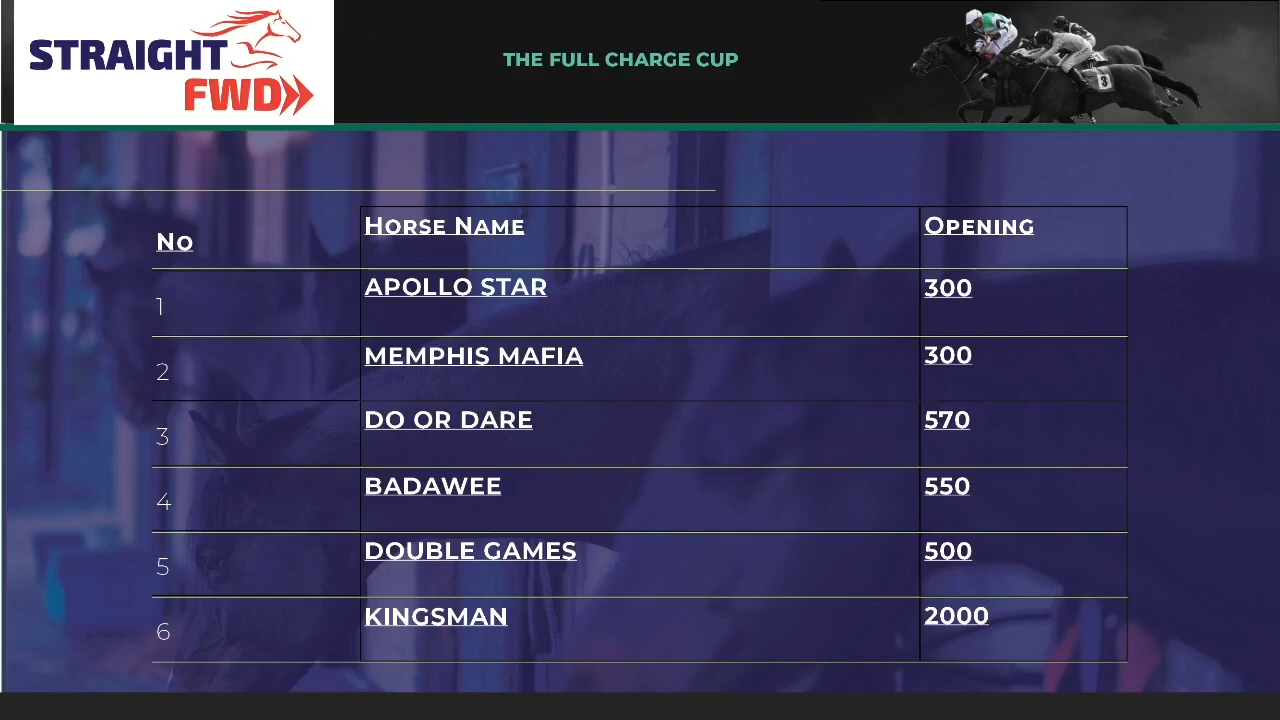 STRAIGHT
FWD
THE FULL CHARGE CUP
3
No Horse Name Opening
1 APOLLO STAR 300
2 MEMPHIS MAFIA 300
3 DO OR DARE 570
4 BADAWEE 550
5 DOUBLE GAMES 500
6 KINGSMAN 2000